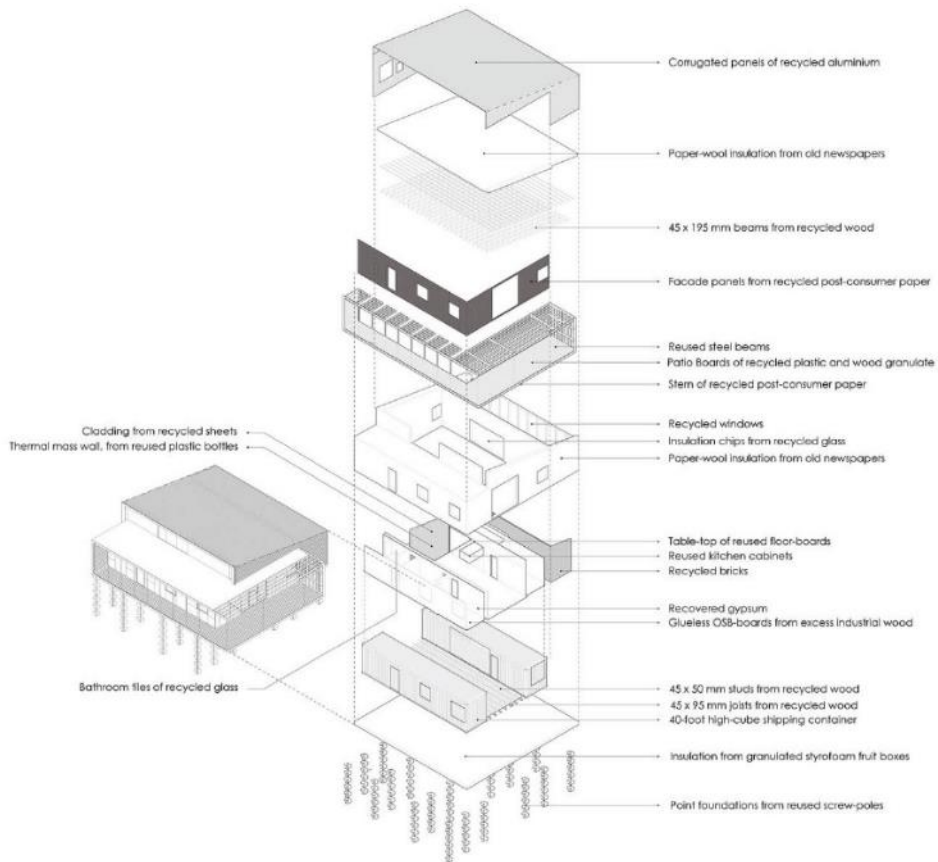 Corrugated panels of recycled aluminium
Paper-wool insulation from old newspapers
45 x 195 mm beams from recycled wood
Facade panels from recycled post-consumer paper
Reused steel beams
Patio Boards of recycled plastic and wood granulate
Stern of recycled post-consumer paper
Recycled windows
Insulation chips from recycled glass
Paper-wool insulation from old newspapers
Cladding from recycled sheets
Thermal mass wall, from reused plastic bottles
Table-top of reused floor-boards
Reused kitchen cabinets
Recycled bricks
Recovered gypsum
Glueless OSB-boards from excess industrial wood
Bathroom tiles of recycled glass
45 x 50 mm studs from recycled wood
45 x 95 mm joists from recycled wood
40-foot high-cube shipping container
Insulation from granulated styrofoam fruit boxes
Point foundations from reused screw-poles